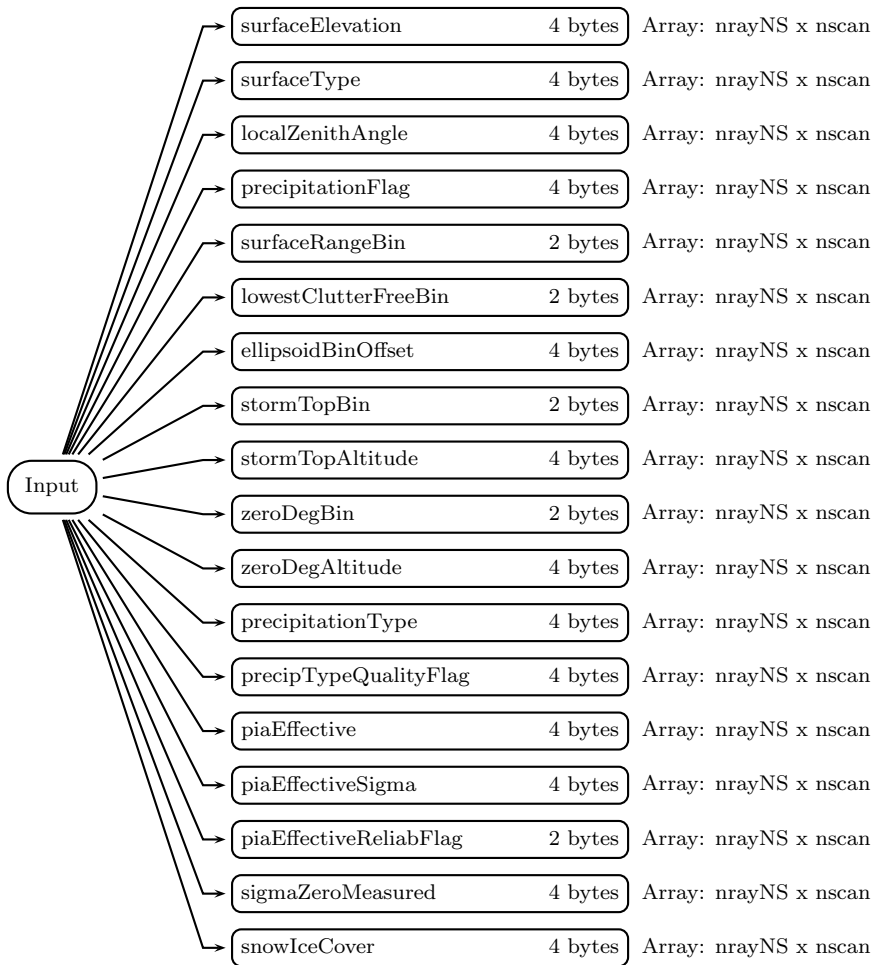 surfaceElevation 4 bytes Array: nrayNS x nscan
surfaceType 4 bytes Array: nrayNS x nscan
localZenithAngle 4 bytes Array: nrayNS x nscan
precipitationFlag 4 bytes Array: nrayNS x nscan
surfaceRangeBin 2 bytes Array: nrayNS x nscan
lowestClutterFreeBin 2 bytes Array: nrayNS x nscan
ellipsoidBinOffset 4 bytes Array: nrayNS x nscan
stormTopBin 2 bytes Array: nrayNS x nscan
stormTopAltitude 4 bytes Array: nrayNS x nscan
Input
zeroDegBin 2 bytes Array: nrayNS x nscan
zeroDegAltitude 4 bytes Array: nrayNS x nscan
precipitationType 4 bytes Array: nrayNS x nscan
precipTypeQualityFlag 4 bytes Array: nrayNS x nscan
piaEffective 4 bytes Array: nrayNS x nscan
piaEffectiveSigma 4 bytes Array: nrayNS x nscan
piaEffectiveReliabFlag 2 bytes Array: nrayNS x nscan
sigmaZeroMeasured 4 bytes Array: nrayNS x nscan
snowIceCover 4 bytes Array: nrayNS x nscan